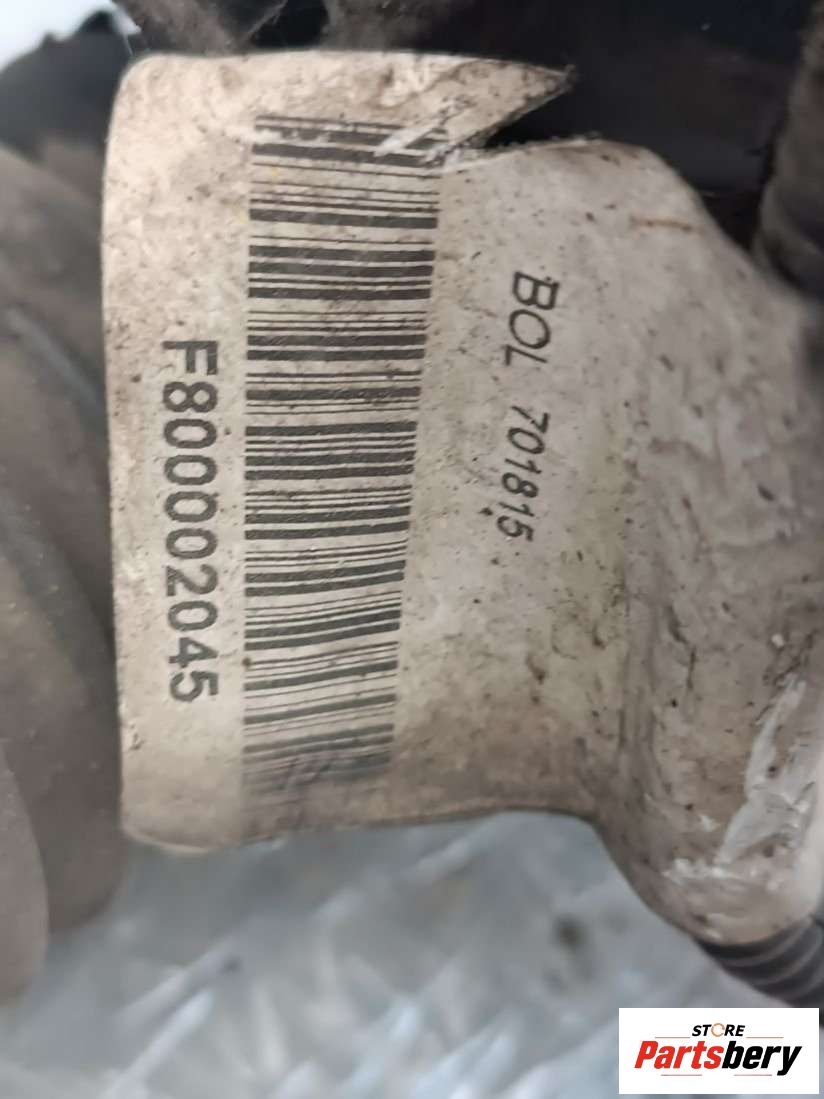 BOL 701815
F800002045
STORE
Partsbery